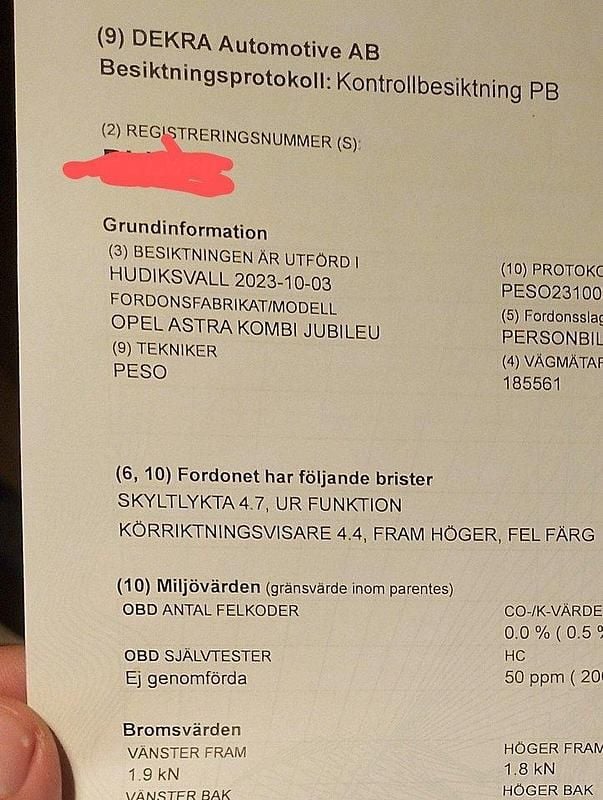 (9) DEKRA Automotive AB
Besiktningsprotokoll: Kontrollbesiktning PB
(2) REGISTRERINGSNUMMER (S):
Grundinformation
(3) BESIKTNINGEN ÄR UTFÖRD I
HUDIKSVALL 2023-10-03
FORDONSFABRIKAT/MODELL
OPEL ASTRA KOMBI JUBILEU
(9) TEKNIKER
PESO
(10) PROTOKO
PESO23100
(5) Fordonsslag
PERSONBIL
(4) VÄGMÄTAR
185561
(6, 10) Fordonet har följande brister
SKYLTLYKTA 4.7, UR FUNKTION
KÖRRIKTNINGSVISARE 4.4, FRAM HÖGER, FEL FÄRG
(10) Miljövärden (gränsvärde inom parentes)
OBD ANTAL FELKODER
OBD SJÄLVTESTER
Ej genomförda
CO-/K-VÄRDE
0.0 % ( 0.5 %
HC
50 ppm ( 200
Bromsvärden
VÄNSTER FRAM
1.9 kN
VÄNSTER BAK
HÖGER FRAM
1.8 kN
HÖGER BAK